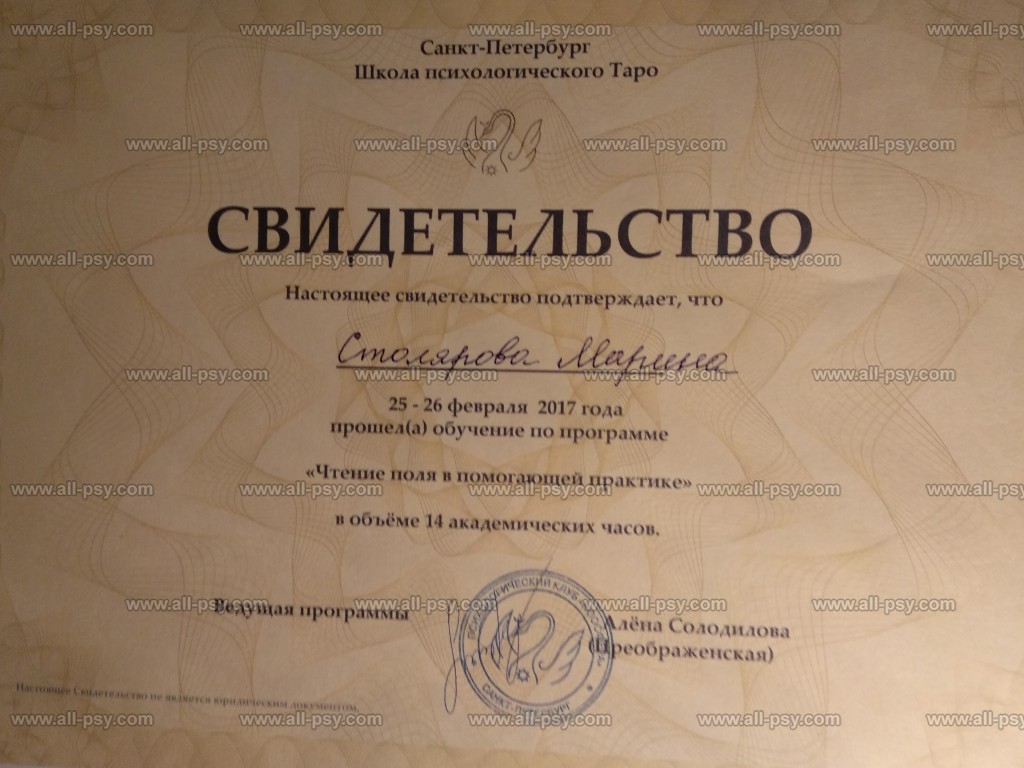 Санкт-Петербург
Школа психологического Таро
СВИДЕТЕЛЬСТВО
Настоящее свидетельство подтверждает, что
Столярова Марина
25 - 26 февраля 2017 года
прошел(а) обучение по программе
«Чтение поля в помогающей практике»
в объёме 14 академических часов.
Ведущая программы
Алёна Солодилова
(Преображенская)
ПСИХОЛОГИЧЕСКИЙ КЛУБ
САНКТ-ПЕТЕРБУРГ
Настоящее Свидетельство не является юридическим документом.
www.all-psy.com